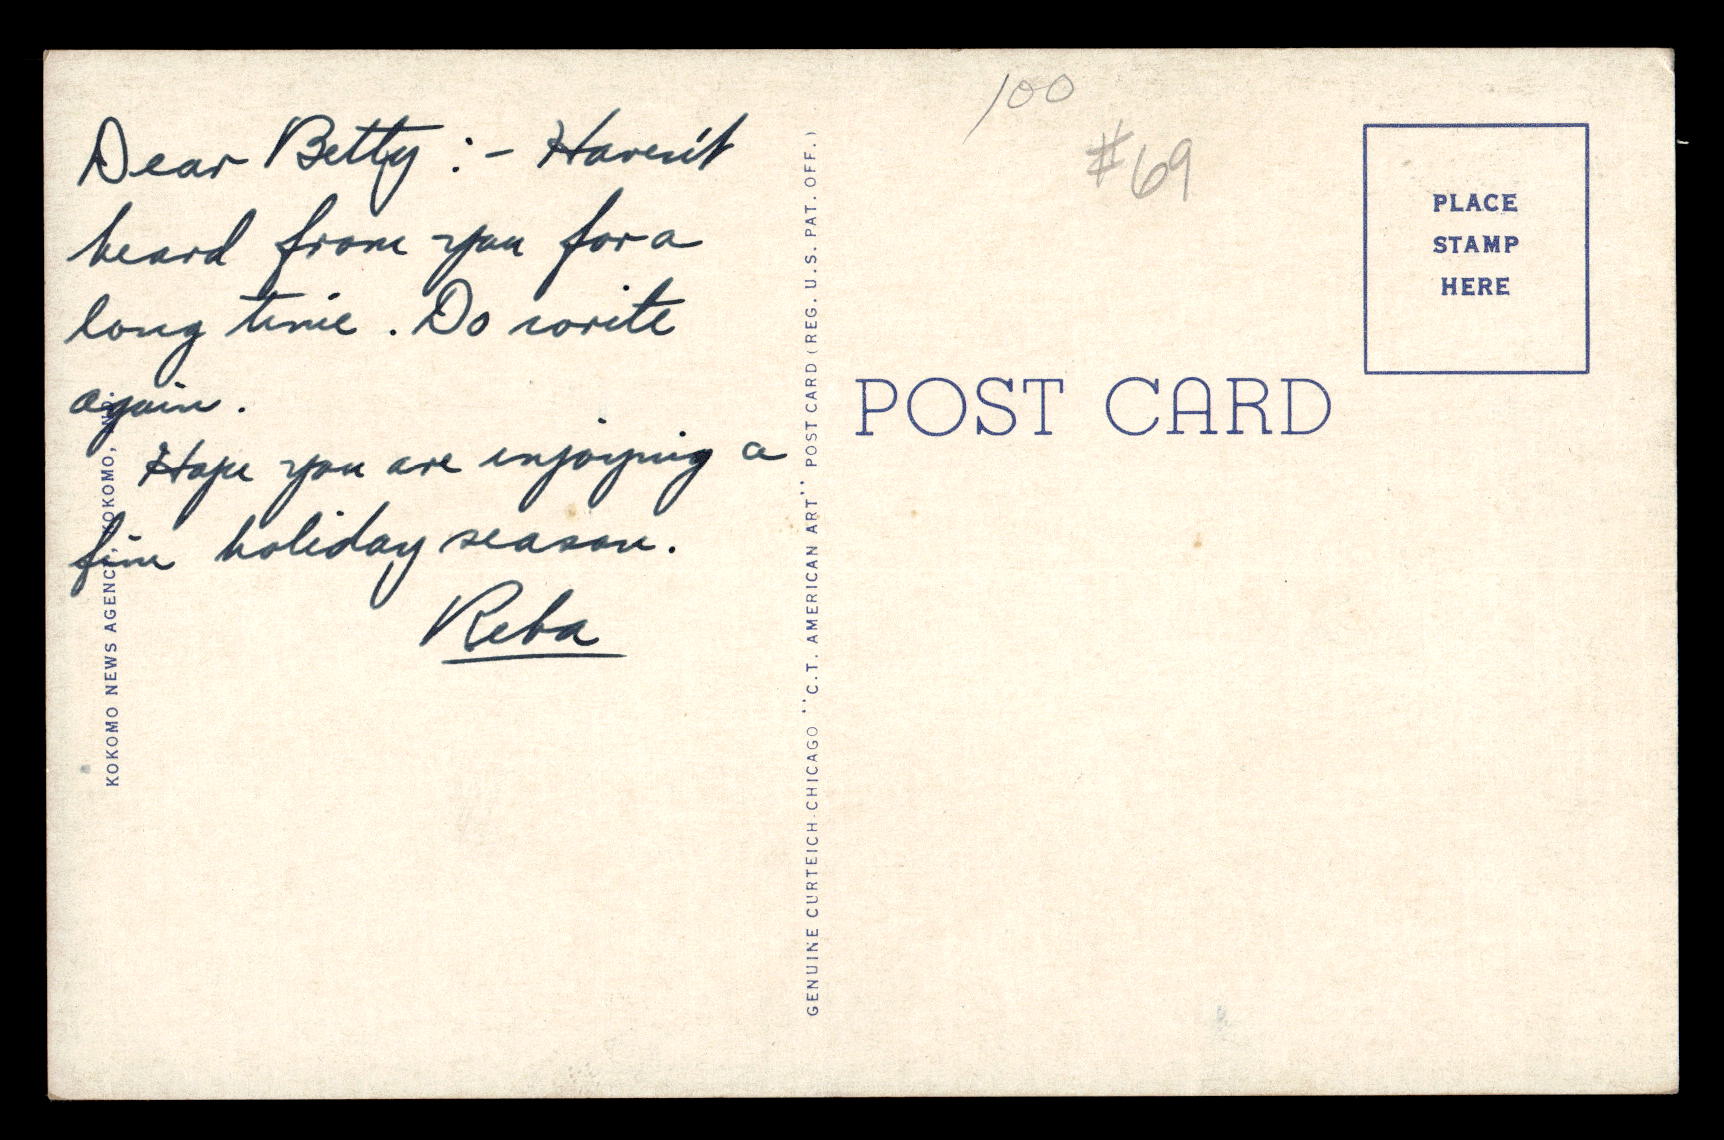 Dear Betty :- Haven't
heard from you for a
long time. Do write
again.
Hope you are enjoying a
fine holiday season.
Reba
KOKOMO NEWS AGENCY, KOKOMO, IND.
GENUINE CURTEICH-CHICAGO "C.T. AMERICAN ART" POST CARD (REG. U.S. PAT. OFF.)
100
#69
POST CARD
PLACE
STAMP
HERE